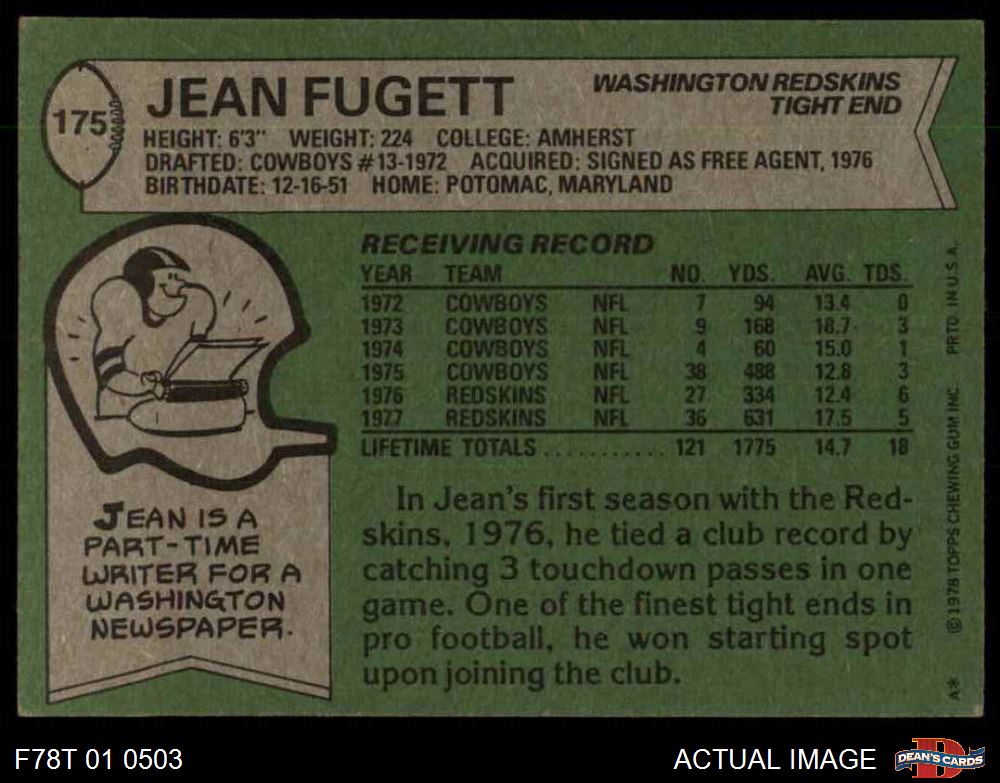 175
JEAN FUGETT
WASHINGTON REDSKINS
TIGHT END
HEIGHT: 6'3" WEIGHT: 224 COLLEGE: AMHERST
DRAFTED: COWBOYS #13-1972 ACQUIRED: SIGNED AS FREE AGENT, 1976
BIRTHDATE: 12-16-51 HOME: POTOMAC, MARYLAND
RECEIVING RECORD
YEAR TEAM NO. YDS. AVG. TDS.
1972 COWBOYS NFL 7 94 13.4 0
1973 COWBOYS NFL 9 168 18.7 3
1974 COWBOYS NFL 4 60 15.0 1
1975 COWBOYS NFL 38 488 12.8 3
1976 REDSKINS NFL 27 334 12.4 6
1977 REDSKINS NFL 36 631 17.5 5
LIFETIME TOTALS........... 121 1775 14.7 18
JEAN IS A
PART-TIME
WRITER FOR A
WASHINGTON
NEWSPAPER.
In Jean's first season with the Red-
skins, 1976, he tied a club record by
catching 3 touchdown passes in one
game. One of the finest tight ends in
pro football, he won starting spot
upon joining the club.
A* © 1978 TOPPS CHEWING GUM INC. PRTD. IN U.S.A.
F78T 01 0503
ACTUAL IMAGE
D
DEAN'S CARDS